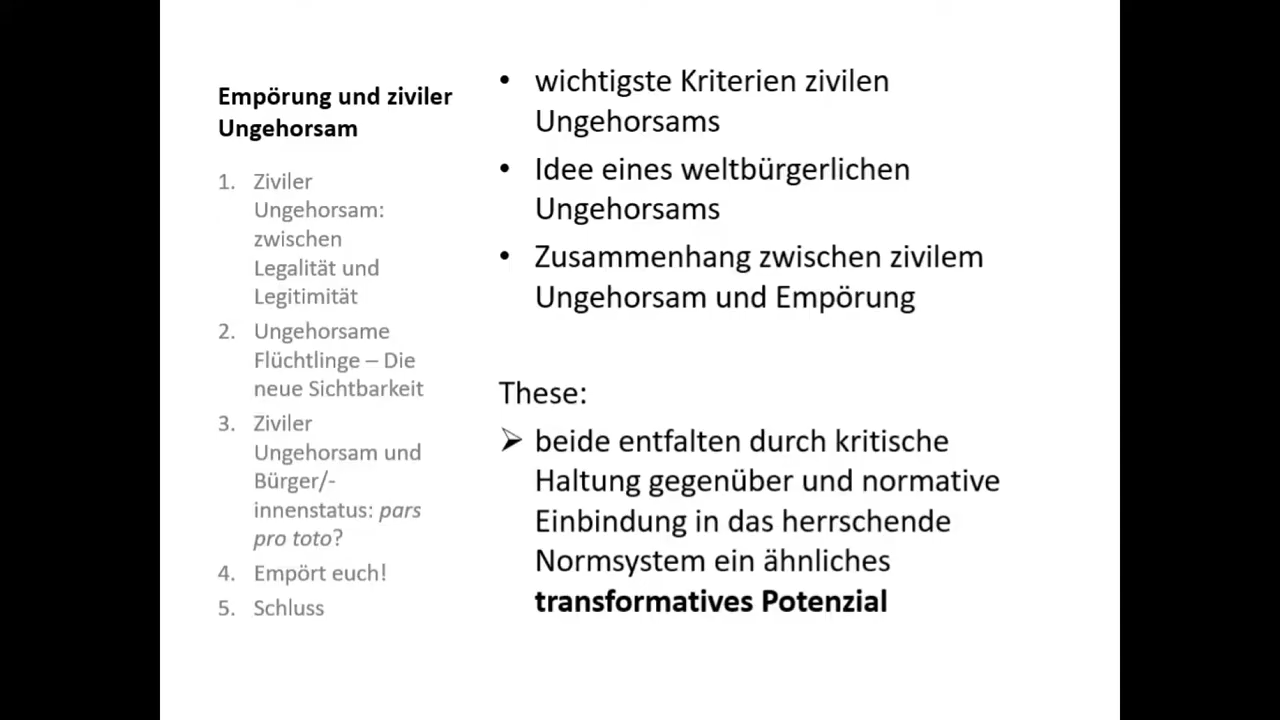 Empörung und ziviler
Ungehorsam
1. Ziviler
Ungehorsam:
zwischen
Legalität und
Legitimität
2. Ungehorsame
Flüchtlinge – Die
neue Sichtbarkeit
3. Ziviler
Ungehorsam und
Bürger/-
innenstatus: pars
pro toto?
4. Empört euch!
5. Schluss
• wichtigste Kriterien zivilen
Ungehorsams
• Idee eines weltbürgerlichen
Ungehorsams
• Zusammenhang zwischen zivilem
Ungehorsam und Empörung
These:
➢ beide entfalten durch kritische
Haltung gegenüber und normative
Einbindung in das herrschende
Normsystem ein ähnliches
transformatives Potenzial